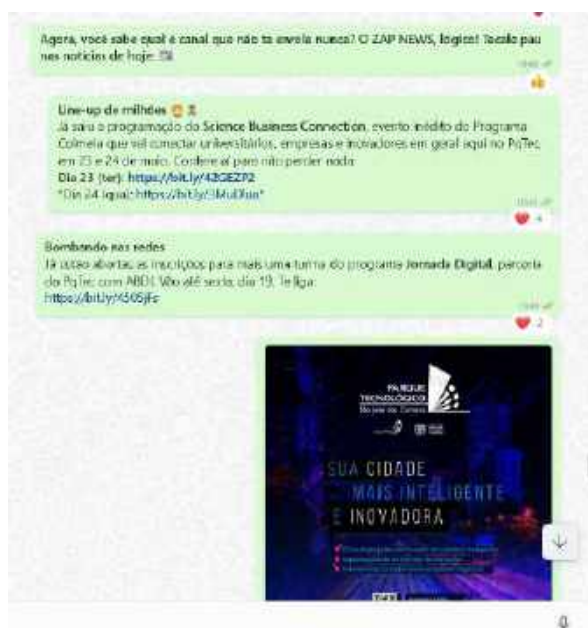 Agora, você sabe qual é canal que não te enrola nunca? O ZAP NEWS, lógico! Tacale pau
nas notícias de hoje
Line-up de milhões
Já saiu a programação do Science Business Connection, evento inédito do Programa
Colmeia que vai conectar universitários, empresas e inovadores em geral aqui no PqTec
em 23 e 24 de maio. Confere aí para não perder nada
Dia 23 (ter): https://bit.ly/42GEZP2
4
Bombando nas redes
Já estão abertas as inscrições para mais uma turma do programa Jornada Digital, parceria
do PqTec com ABDI. Vão até sexta, dia 19. Te liga:
2
PARQUE
TECNOLÓGICO
São José dos Campos
SUA CIDADE
MAIS INTELIGENTE
E INOVADORA